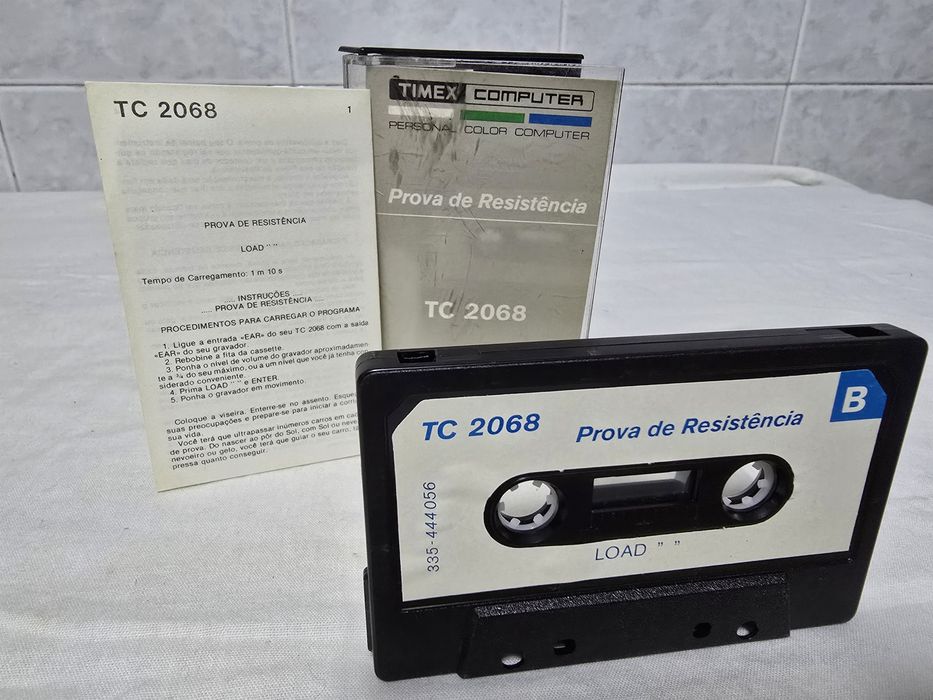 TC 2068
1
PROVA DE RESISTÊNCIA
LOAD " "
Tempo de Carregamento: 1 m 10 s
..... INSTRUÇÕES .....
..... PROVA DE RESISTÊNCIA .....
PROCEDIMENTOS PARA CARREGAR O PROGRAMA
1. Ligue a entrada «EAR» do seu TC 2068 com a saída
«EAR» do seu gravador.
2. Rebobine a fita da cassette.
3. Ponha o nível de volume do gravador aproximadamen-
te a ¾ do seu máximo, ou a um nível que você já tenha con-
siderado conveniente.
4. Prima LOAD " " e ENTER.
5. Ponha o gravador em movimento.
Coloque a viseira. Enterre-se no assento.
suas preocupações e prepare-se para iniciar a
sua vida.
Você terá que ultrapassar inúmeros carros em
de prova. Do nascer ao pôr do Sol, com Sol ou
nevoeiro ou gelo, você terá que guiar o seu carro,
pressa quanto conseguir.
TIMEX COMPUTER
PERSONAL COLOR COMPUTER
Prova de Resistência
TC 2068
B
TC 2068 Prova de Resistência
335-444056
LOAD " "